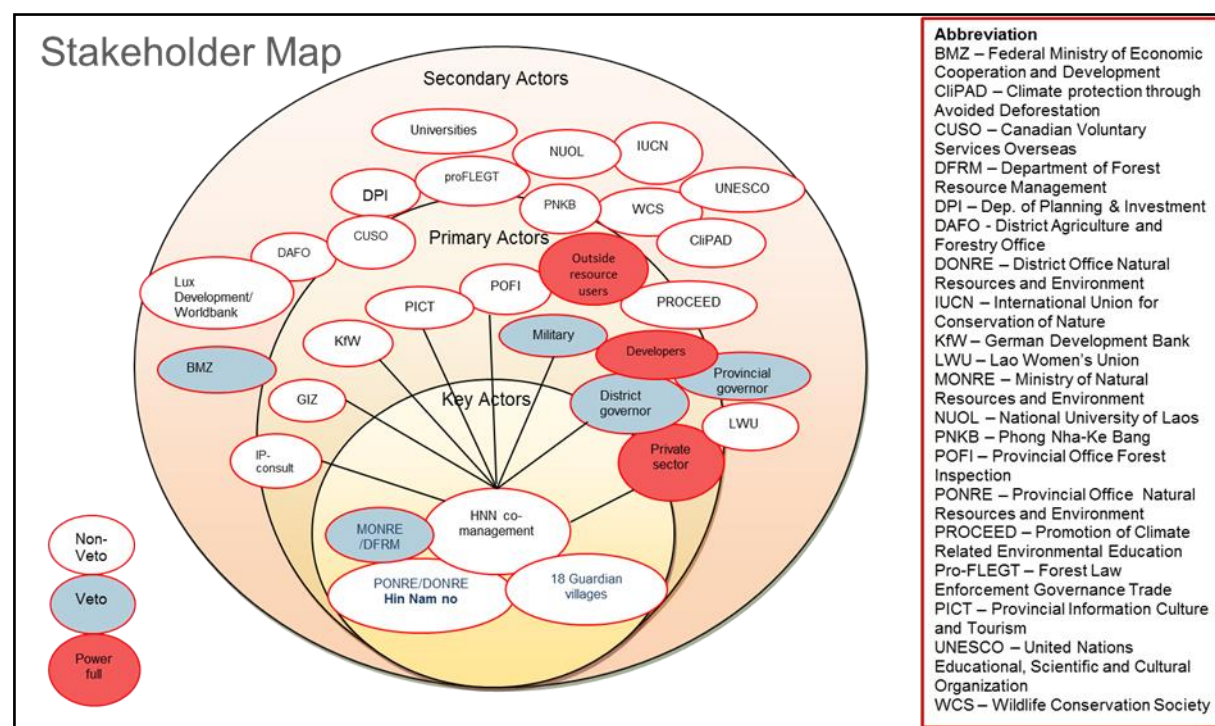 Stakeholder Map
Secondary Actors
Universities
NUOL
IUCN
proFLEGT
DPI
UNESCO
PNKB
WCS
CUSO
Primary Actors
CliPAD
DAFO
Outside
resource
users
Lux
Development/
Worldbank
POFI
PICT
PROCEED
Military
KfW
Developers
BMZ
Provincial
governor
GIZ
Key Actors
District
governor
LWU
Private
sector
IP-
consult
HNN co-
management
MONRE
/DFRM
PONRE/DONRE
Hin Nam no
18 Guardian
villages
Non-
Veto
Veto
Power
full
Abbreviation
BMZ – Federal Ministry of Economic
Cooperation and Development
CliPAD – Climate protection through
Avoided Deforestation
CUSO – Canadian Voluntary
Services Overseas
DFRM – Department of Forest
Resource Management
DPI – Dep. of Planning & Investment
DAFO - District Agriculture and
Forestry Office
DONRE – District Office Natural
Resources and Environment
IUCN – International Union for
Conservation of Nature
KfW – German Development Bank
LWU – Lao Women's Union
MONRE – Ministry of Natural
Resources and Environment
NUOL – National University of Laos
PNKB – Phong Nha-Ke Bang
POFI – Provincial Office Forest
Inspection
PONRE – Provincial Office Natural
Resources and Environment
PROCEED – Promotion of Climate
Related Environmental Education
Pro-FLEGT – Forest Law
Enforcement Governance Trade
PICT – Provincial Information Culture
and Tourism
UNESCO – United Nations
Educational, Scientific and Cultural
Organization
WCS – Wildlife Conservation Society